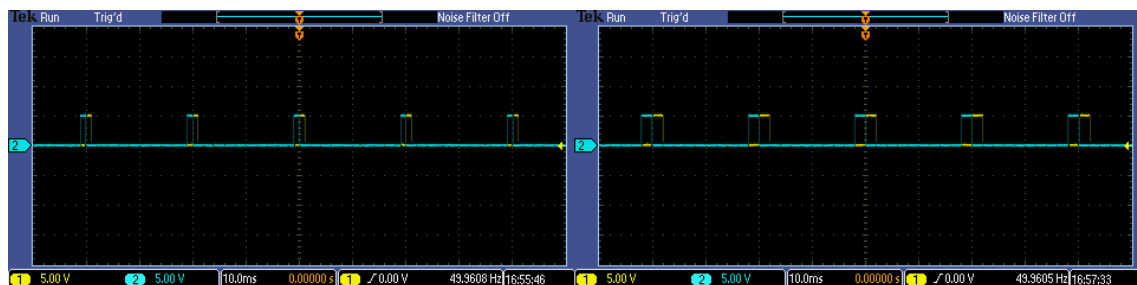 Tek Run Trig'd Noise Filter Off
T
T
2
1 5.00 V 2 5.00 V 10.0ms 0.00000 s 1 ƒ 0.00 V 49.9608 Hz 16:55:46
Tek Run Trig'd Noise Filter Off
T
T
2
1 5.00 V 2 5.00 V 10.0ms 0.00000 s 1 ƒ 0.00 V 49.9605 Hz 16:57:33